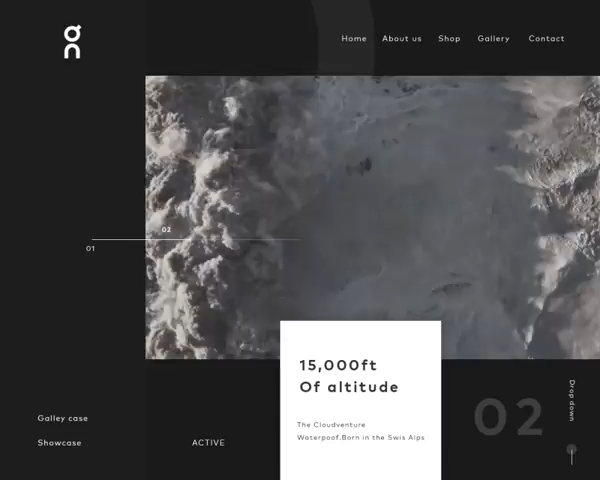 Home About us Shop Gallery Contact
02
01
15,000ft
Of altitude
The Cloudventure
Waterpoof.Born in the Swis Alps
02
Drop down
Galley case
Showcase
ACTIVE